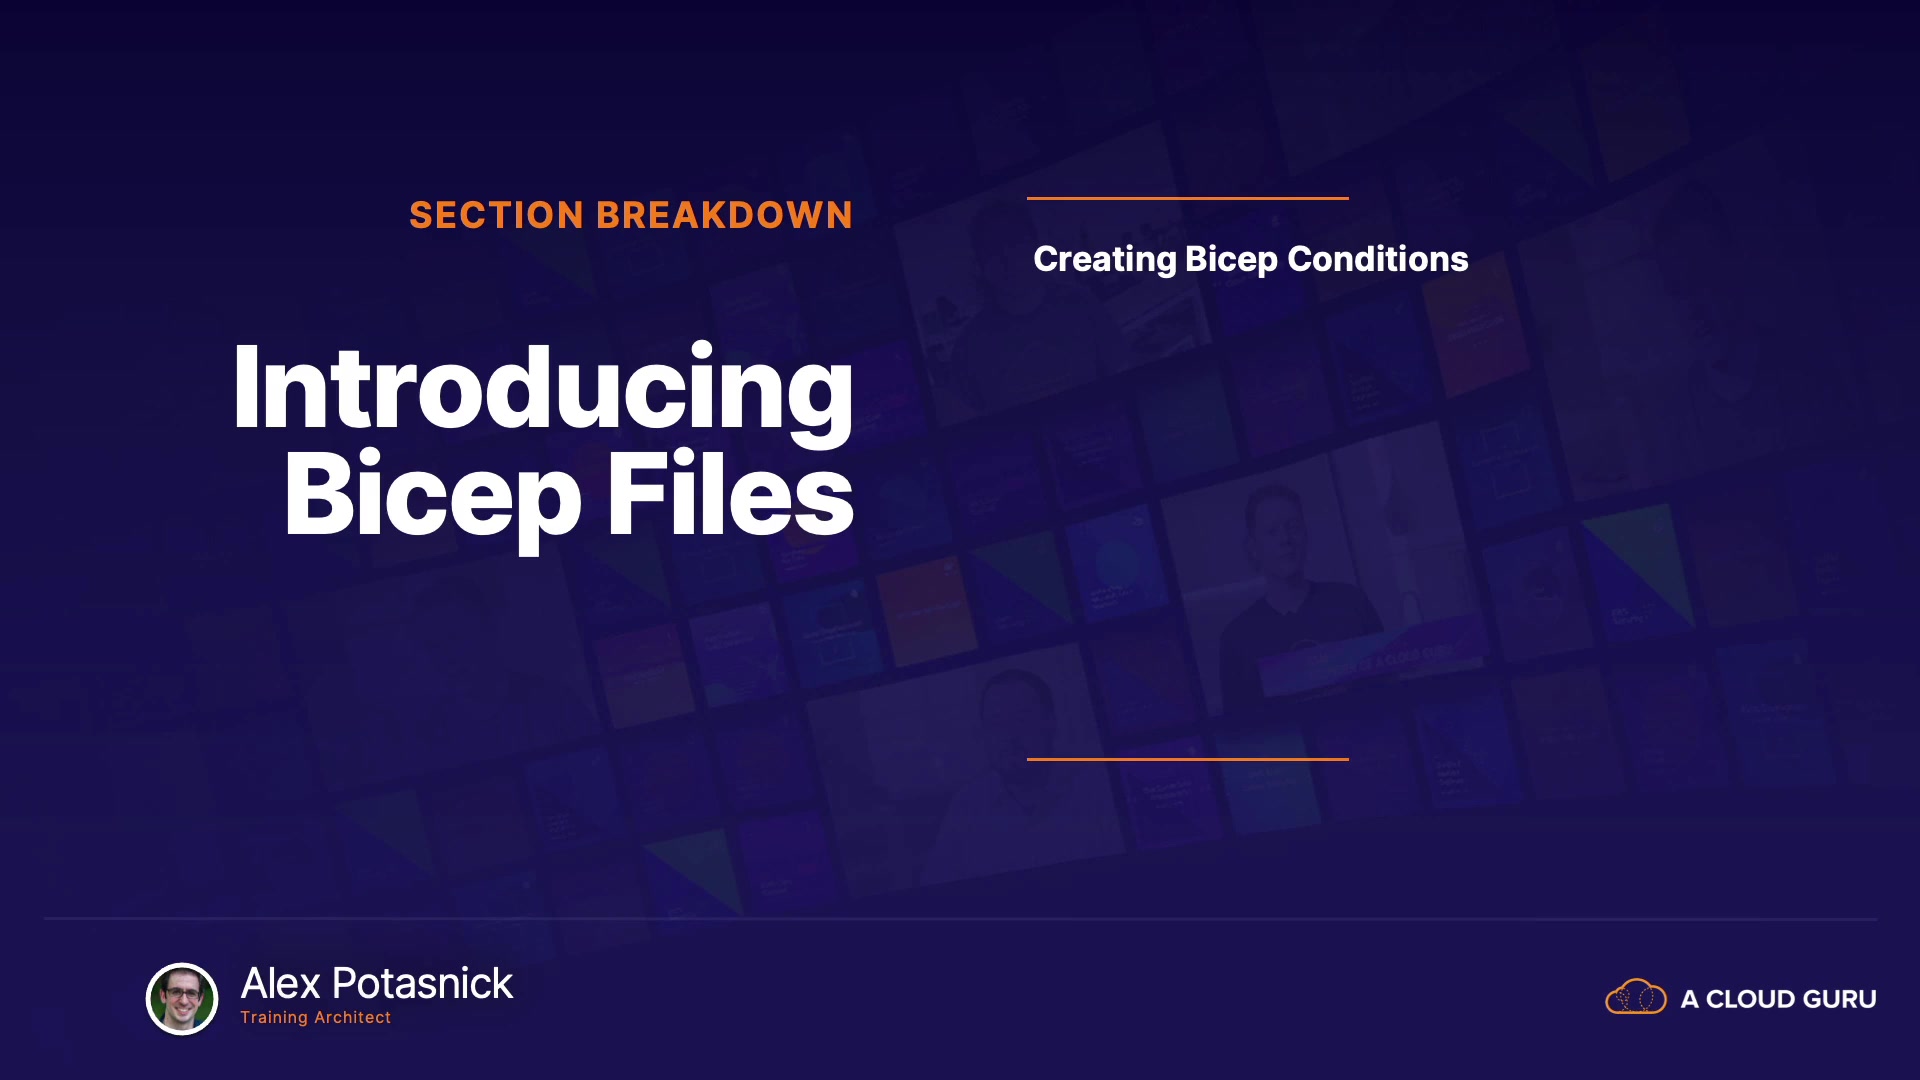 SECTION BREAKDOWN
Introducing
Bicep Files
Creating Bicep Conditions
Alex Potasnick
Training Architect
A CLOUD GURU